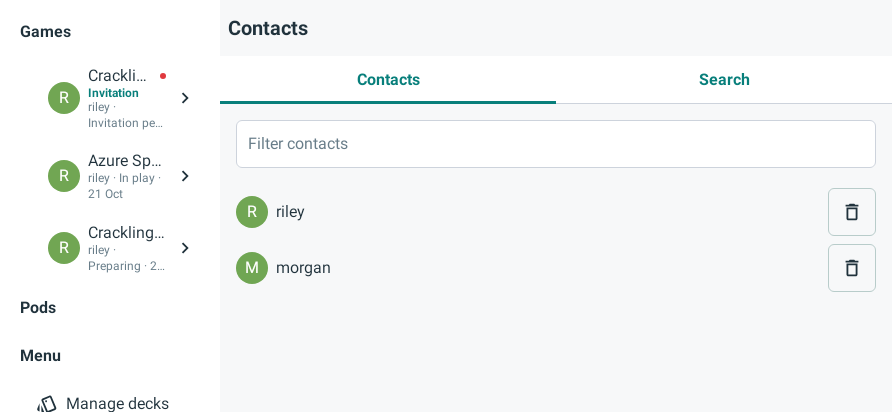 Games
R
Crackli...
Invitation
riley ·
Invitation pe...
R
Azure Sp...
riley · In play ·
21 Oct
R
Crackling...
riley ·
Preparing · 2...
Pods
Menu
Manage decks
Contacts
Contacts
Search
Filter contacts
R
riley
M
morgan